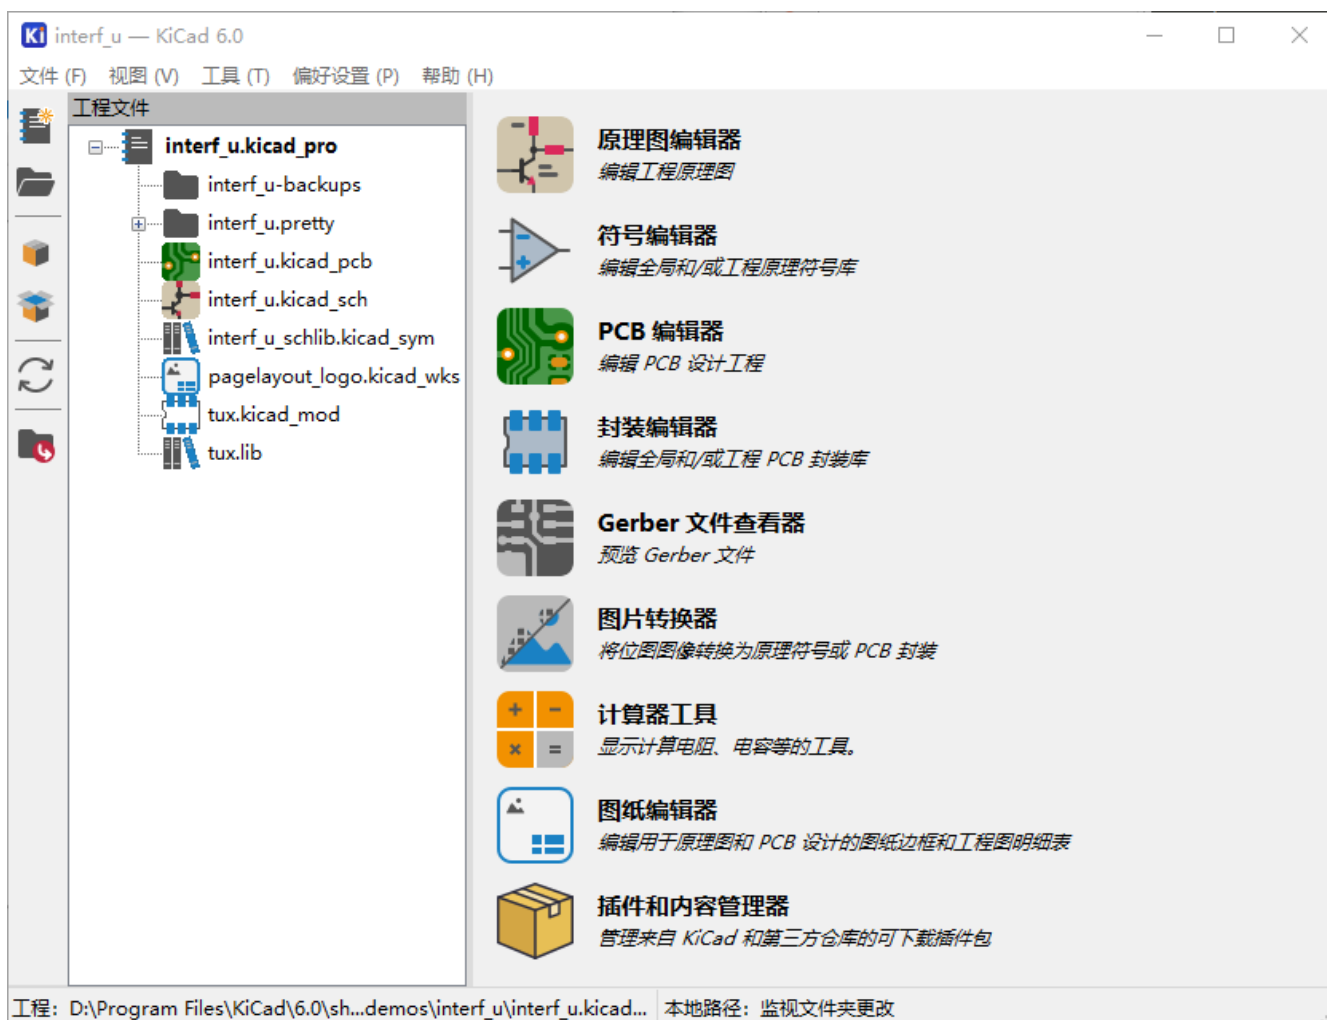 Ki interf_u — KiCad 6.0
文件 (F) 视图 (V) 工具 (T) 偏好设置 (P) 帮助 (H)
工程文件
interf_u.kicad_pro
interf_u-backups
interf_u.pretty
interf_u.kicad_pcb
interf_u.kicad_sch
interf_u_schlib.kicad_sym
pagelayout_logo.kicad_wks
tux.kicad_mod
tux.lib
原理图编辑器
编辑工程原理图
符号编辑器
编辑全局和/或工程原理符号库
PCB 编辑器
编辑 PCB 设计工程
封装编辑器
编辑全局和/或工程 PCB 封装库
Gerber 文件查看器
预览 Gerber 文件
图片转换器
将位图图像转换为原理符号或 PCB 封装
计算器工具
显示计算电阻、电容等的工具。
图纸编辑器
编辑用于原理图和 PCB 设计的图纸边框和工程图明细表
插件和内容管理器
管理来自 KiCad 和第三方仓库的可下载插件包
工程: D:\Program Files\KiCad\6.0\sh...demos\interf_u\interf_u.kicad... 本地路径: 监视文件夹更改